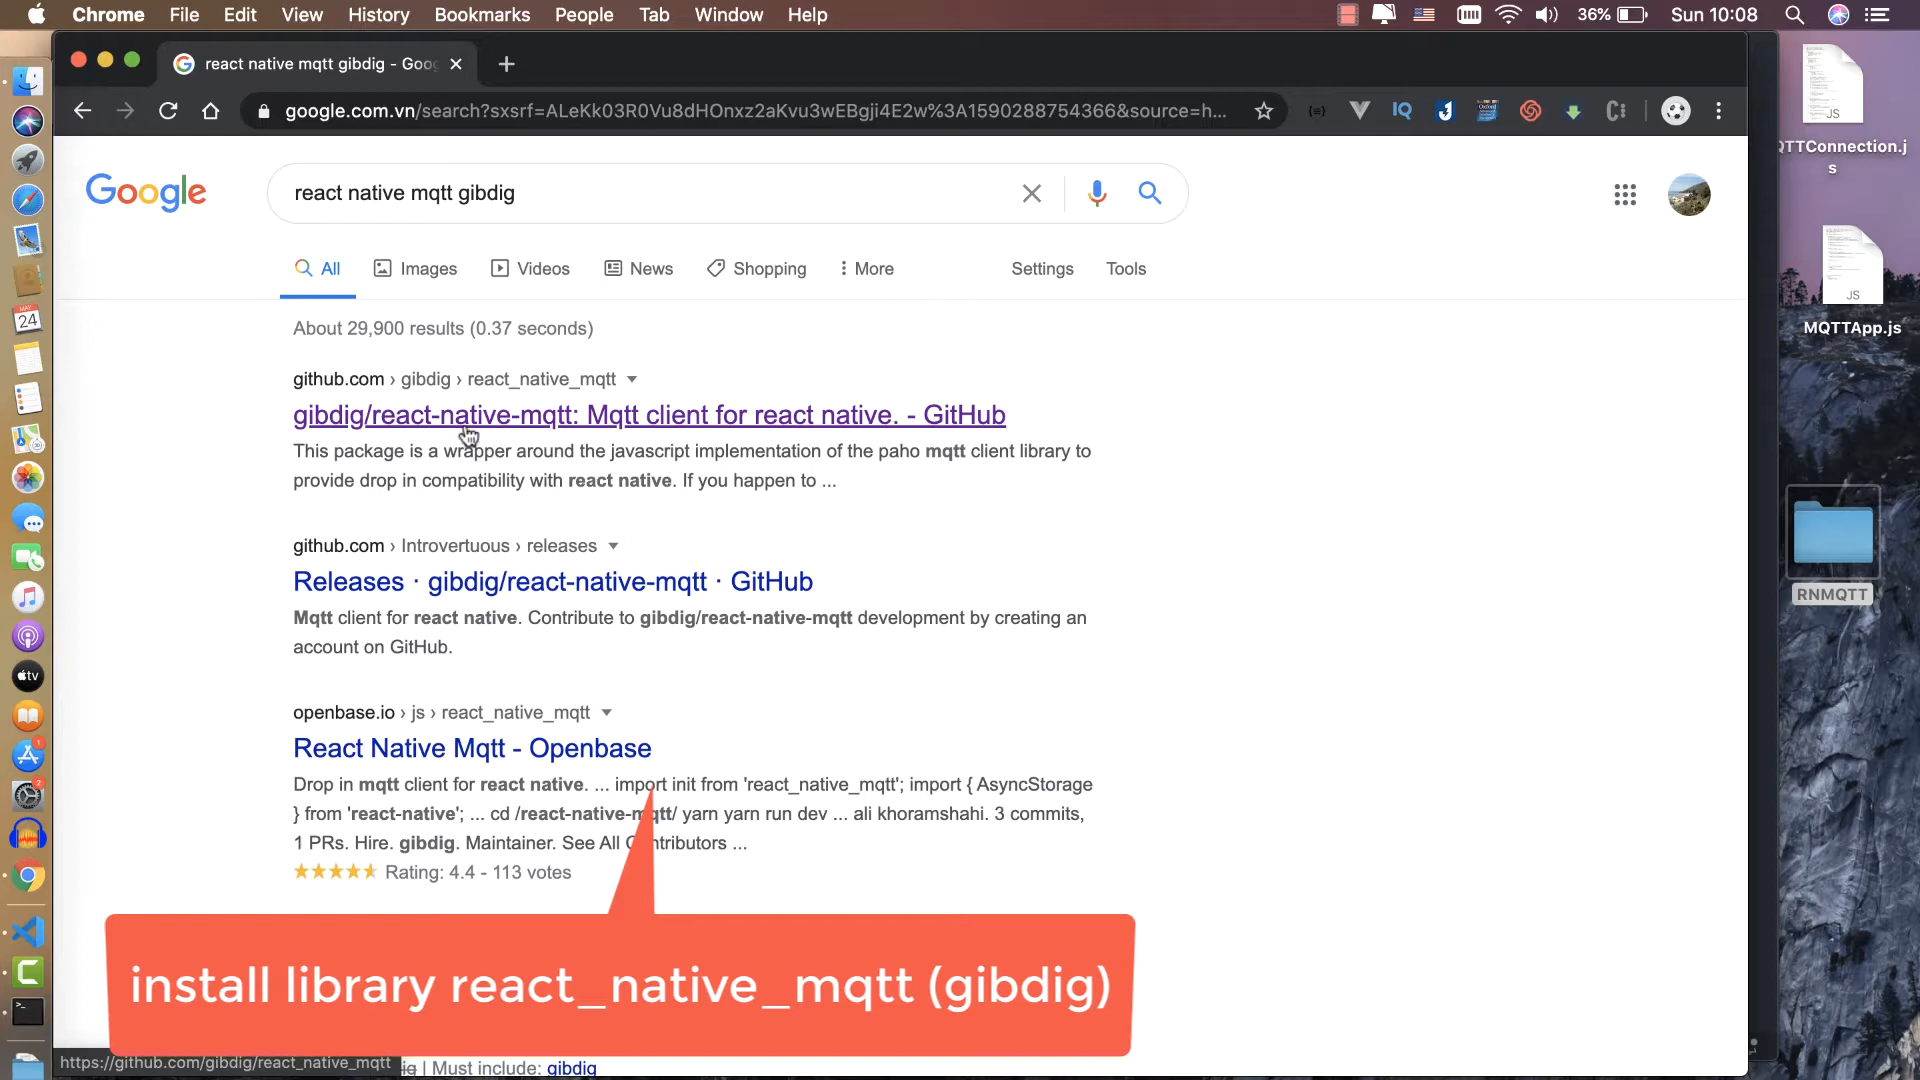 Chrome File Edit View History Bookmarks People Tab Window Help 36% Sun 10:08
react native mqtt gibdig - Goog
google.com.vn/search?sxsrf=ALeKk03R0Vu8dHOnxz2aKvu3wEBgji4E2w%3A1590288754366&source=h...
Google
react native mqtt gibdig
All Images Videos News Shopping More Settings Tools
About 29,900 results (0.37 seconds)
github.com › gibdig › react_native_mqtt
gibdig/react-native-mqtt: Mqtt client for react native. - GitHub
This package is a wrapper around the javascript implementation of the paho mqtt client library to
provide drop in compatibility with react native. If you happen to ...
github.com › Introvertuous › releases
Releases · gibdig/react-native-mqtt · GitHub
Mqtt client for react native. Contribute to gibdig/react-native-mqtt development by creating an
account on GitHub.
openbase.io › js › react_native_mqtt
React Native Mqtt - Openbase
Drop in mqtt client for react native. ... import init from 'react_native_mqtt'; import { AsyncStorage
} from 'react-native'; ... cd /react-native-mqtt/ yarn yarn run dev ... ali khoramshahi. 3 commits,
1 PRs. Hire. gibdig. Maintainer. See All Contributors ...
Rating: 4.4 - 113 votes
install library react_native_mqtt (gibdig)
https://github.com/gibdig/react_native_mqtt
| Must include: gibdig
JS
QTTConnection.j
s
JS
MQTTApp.js
RNMQTT
MAY
24
tv